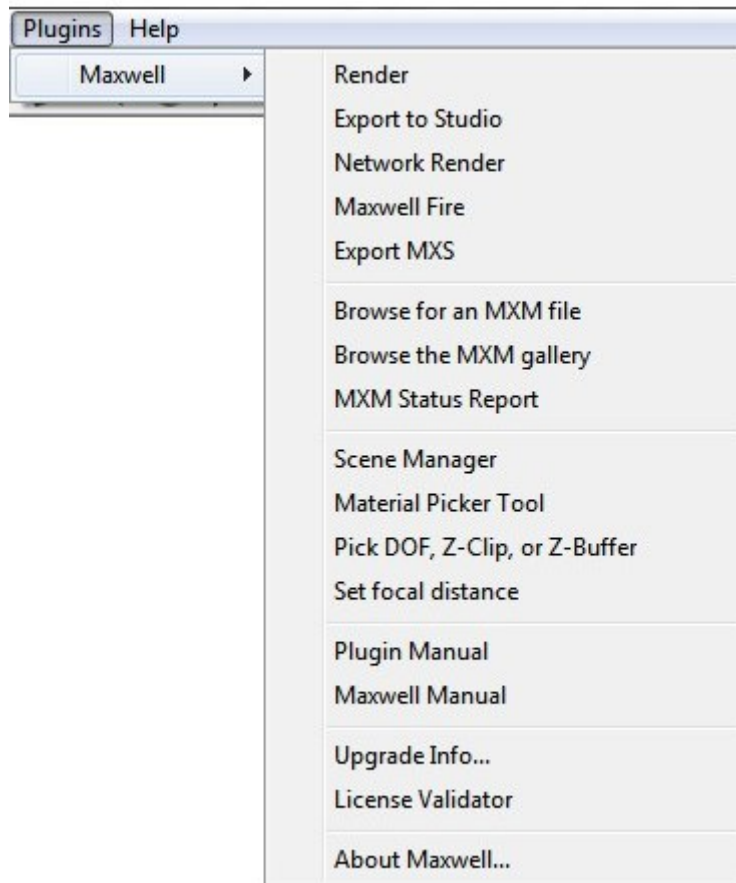 Plugins Help
Maxwell
Render
Export to Studio
Network Render
Maxwell Fire
Export MXS
Browse for an MXM file
Browse the MXM gallery
MXM Status Report
Scene Manager
Material Picker Tool
Pick DOF, Z-Clip, or Z-Buffer
Set focal distance
Plugin Manual
Maxwell Manual
Upgrade Info...
License Validator
About Maxwell...